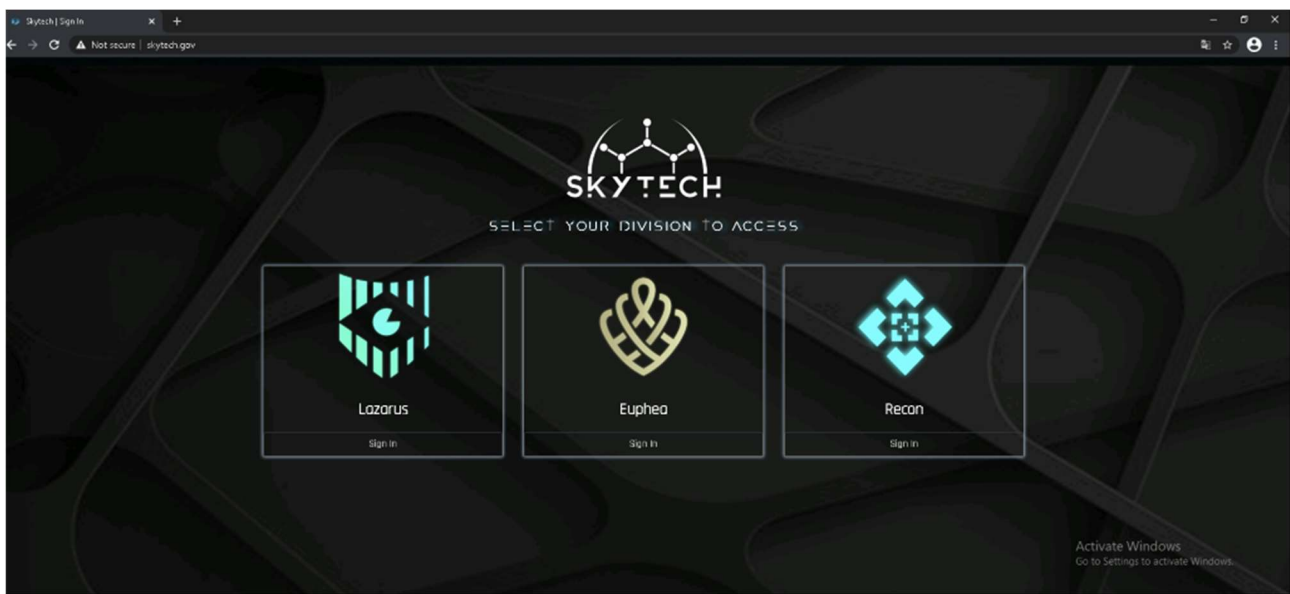 Skytech | Sign In
Not secure | skytech.gov
SKYTECH
SELECT YOUR DIVISION TO ACCESS
Lazarus
Euphea
Recon
Sign In
Sign In
Sign In
Activate Windows
Go to Settings to activate Windows.